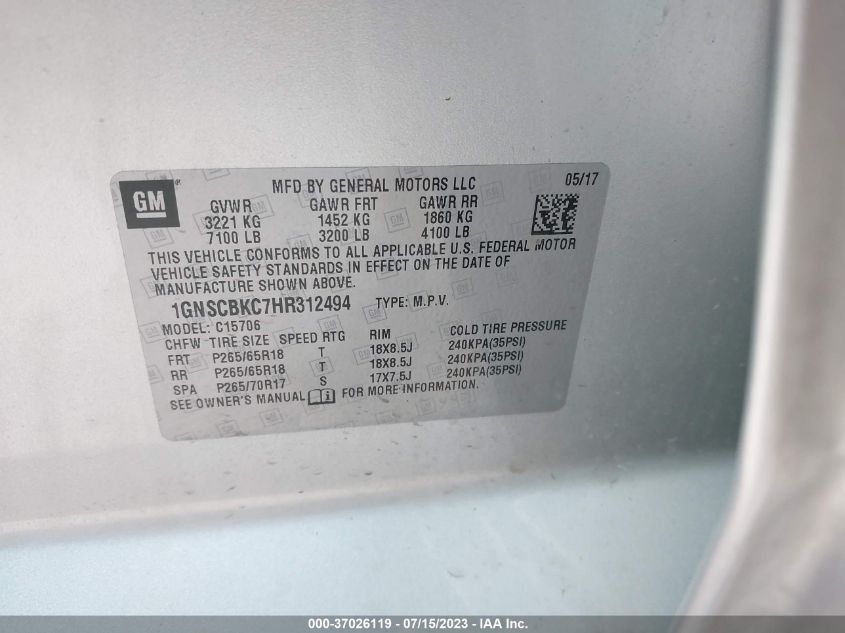 GM
MFD BY GENERAL MOTORS LLC 05/17
GVWR GAWR FRT GAWR RR
3221 KG 1452 KG 1860 KG
7100 LB 3200 LB 4100 LB
THIS VEHICLE CONFORMS TO ALL APPLICABLE U.S. FEDERAL MOTOR
VEHICLE SAFETY STANDARDS IN EFFECT ON THE DATE OF
MANUFACTURE SHOWN ABOVE.
1GNSCBKC7HR312494 TYPE: M.P.V.
MODEL: C15706
CHFW TIRE SIZE SPEED RTG RIM COLD TIRE PRESSURE
FRT P265/65R18 T 18X8.5J 240KPA(35PSI)
RR P265/65R18 T 18X8.5J 240KPA(35PSI)
SPA P265/70R17 S 17X7.5J 240KPA(35PSI)
SEE OWNER'S MANUAL FOR MORE INFORMATION.
000-37026119 - 07/15/2023 - IAA Inc.